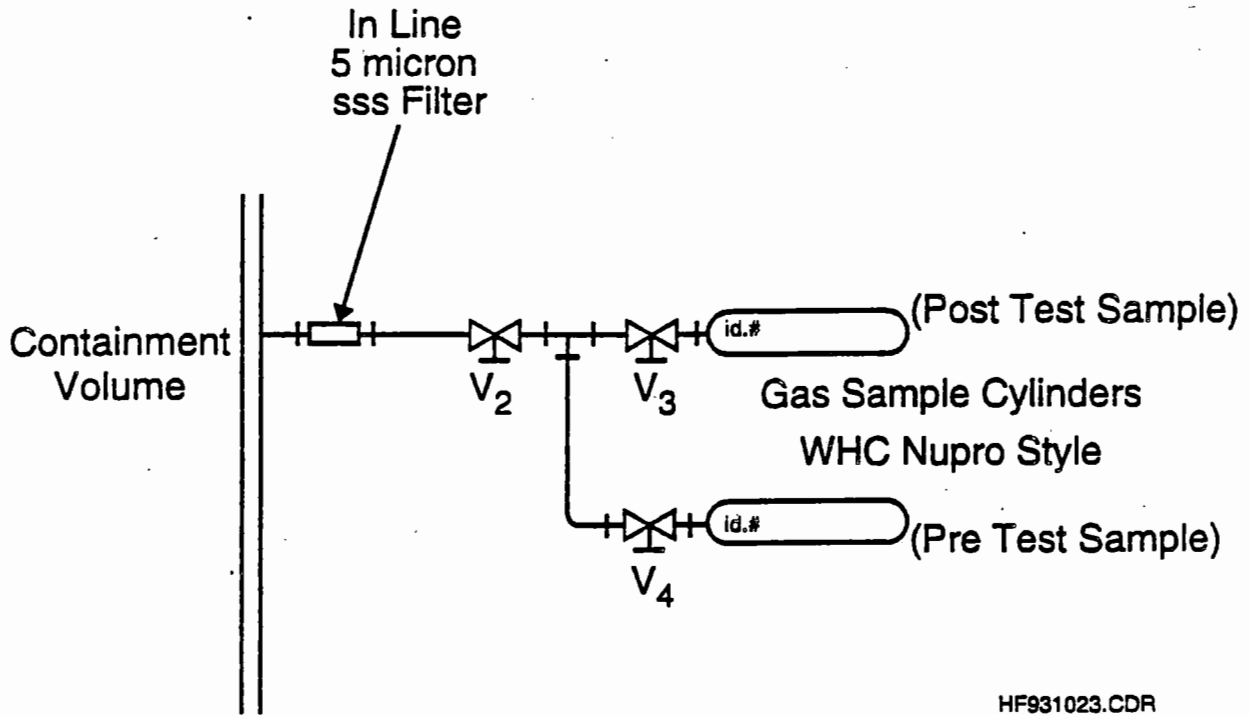 In Line
5 micron
sss Filter
Containment
Volume
V2
V3
id.#
(Post Test Sample)
Gas Sample Cylinders
WHC Nupro Style
V4
id.#
(Pre Test Sample)
HF931023.CDR